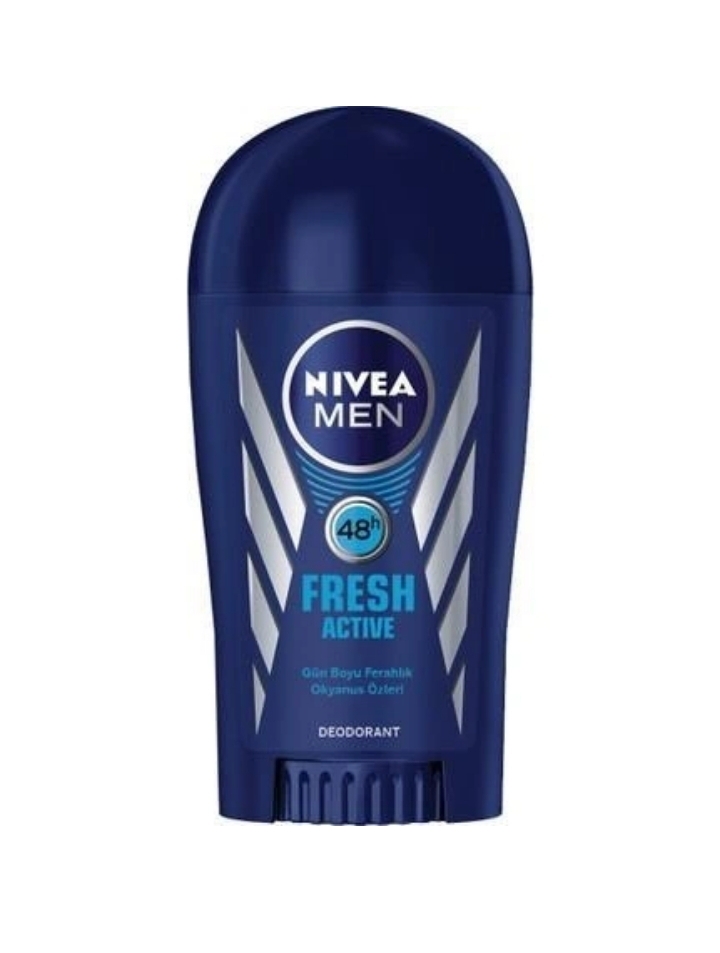 NIVEA
MEN
48h
FRESH
ACTIVE
Gün Boyu Ferahlık
Okyanus Özleri
DEODORANT